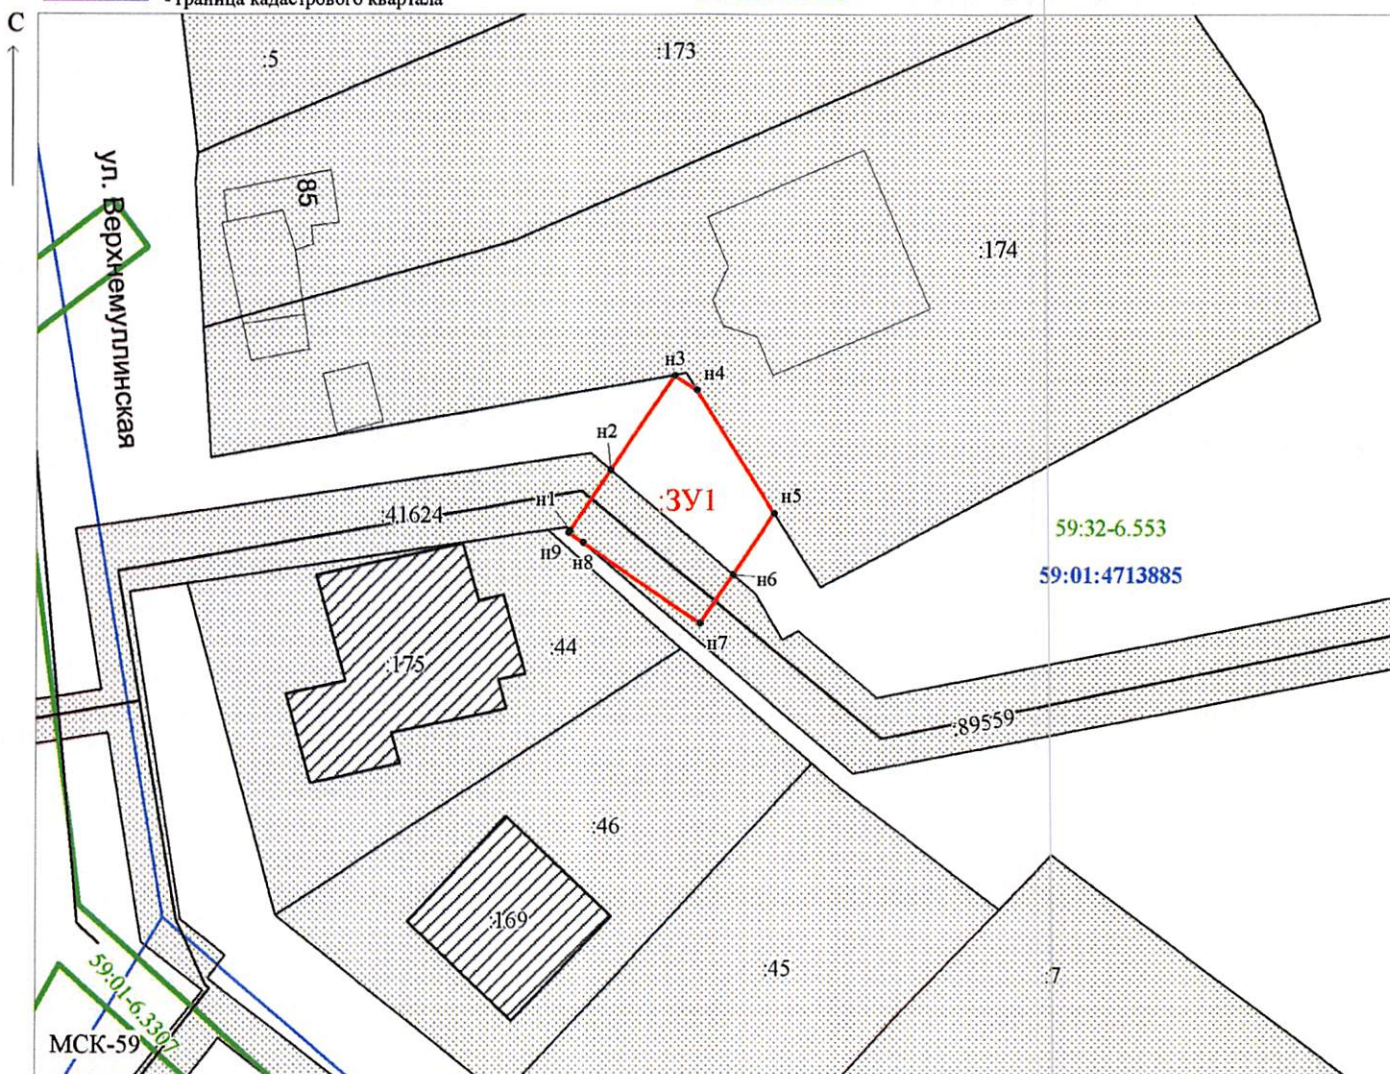 - граница кадастрового квартала
С
:5
:173
ул. Верхнемуллинская
85
:174
н3
н4
н2
н1
:ЗУ1
н5
:41624
59:32-6.553
н9
н8
н6
59:01:4713885
н7
:44
:175
:89559
:46
:169
:45
:7
59:01-6.3307
МСК-59